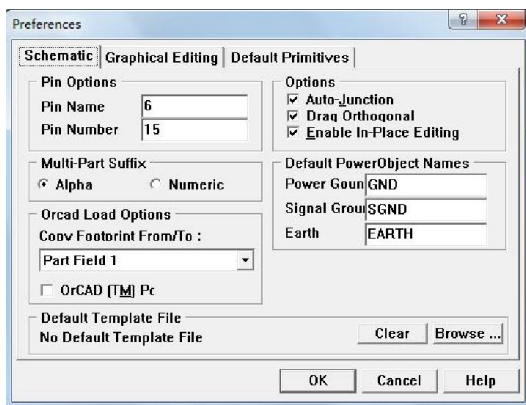 Preferences
Schematic Graphical Editing Default Primitives
Pin Options
Pin Name 6
Pin Number 15
Options
Auto-Junction
Drag Orthogonal
Enable In-Place Editing
Multi-Part Suffix
Alpha Numeric
Default PowerObject Names
Power Goun GND
Signal Grour SGND
Earth EARTH
Orcad Load Options
Copy Footprint From/To :
Part Field 1
OrCAD (TM) Pc
Default Template File
No Default Template File
Clear Browse ...
OK Cancel Help